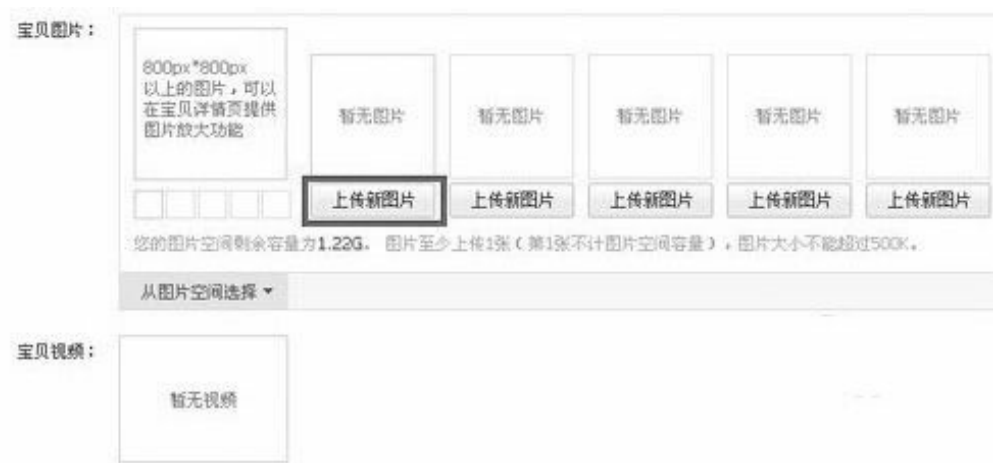 宝贝图片：
800px*800px
以上的图片，可以
在宝贝详情页提供
图片放大功能
暂无图片 暂无图片 暂无图片 暂无图片 暂无图片
上传新图片 上传新图片 上传新图片 上传新图片 上传新图片
您的图片空间剩余容量为1.22G。 图片至少上传1张（第1张不计图片空间容量），图片大小不能超过500K。
从图片空间选择
宝贝视频：
暂无视频